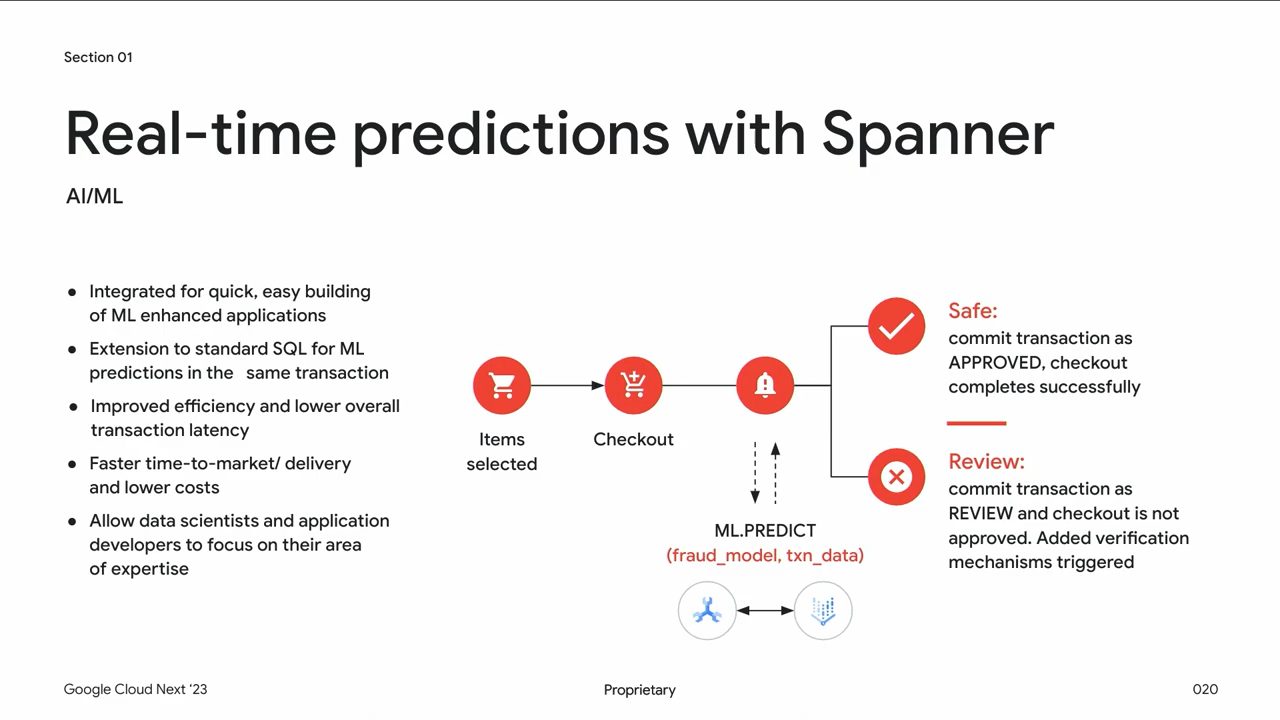 Section 01
Real-time predictions with Spanner
AI/ML
● Integrated for quick, easy building
of ML enhanced applications
● Extension to standard SQL for ML
predictions in the same transaction
● Improved efficiency and lower overall
transaction latency
● Faster time-to-market/ delivery
and lower costs
● Allow data scientists and application
developers to focus on their area
of expertise
Items
selected
Checkout
ML.PREDICT
(fraud_model, txn_data)
Safe:
commit transaction as
APPROVED, checkout
completes successfully
Review:
commit transaction as
REVIEW and checkout is not
approved. Added verification
mechanisms triggered
Google Cloud Next ‘23
Proprietary
020